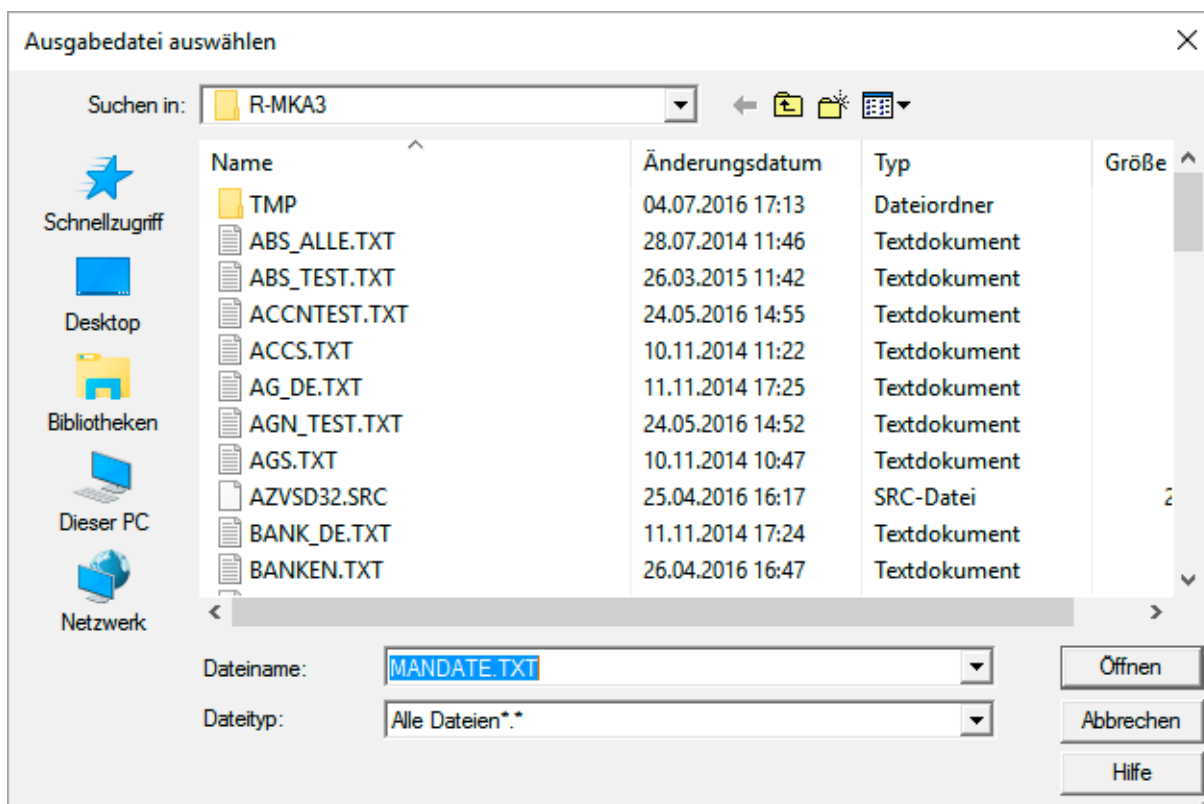 Ausgabedatei auswählen
Suchen in: R-MKA3
Name Änderungsdatum Typ Größe
TMP 04.07.2016 17:13 Dateiordner
ABS_ALLE.TXT 28.07.2014 11:46 Textdokument
ABS_TEST.TXT 26.03.2015 11:42 Textdokument
ACCNTEST.TXT 24.05.2016 14:55 Textdokument
ACCS.TXT 10.11.2014 11:22 Textdokument
AG_DE.TXT 11.11.2014 17:25 Textdokument
AGN_TEST.TXT 24.05.2016 14:52 Textdokument
AGS.TXT 10.11.2014 10:47 Textdokument
AZVSD32.SRC 25.04.2016 16:17 SRC-Datei
BANK_DE.TXT 11.11.2014 17:24 Textdokument
BANKEN.TXT 26.04.2016 16:47 Textdokument
Schnellzugriff
Desktop
Bibliotheken
Dieser PC
Netzwerk
Dateiname: MANDATE.TXT Öffnen
Dateityp: Alle Dateien*.* Abbrechen
Hilfe